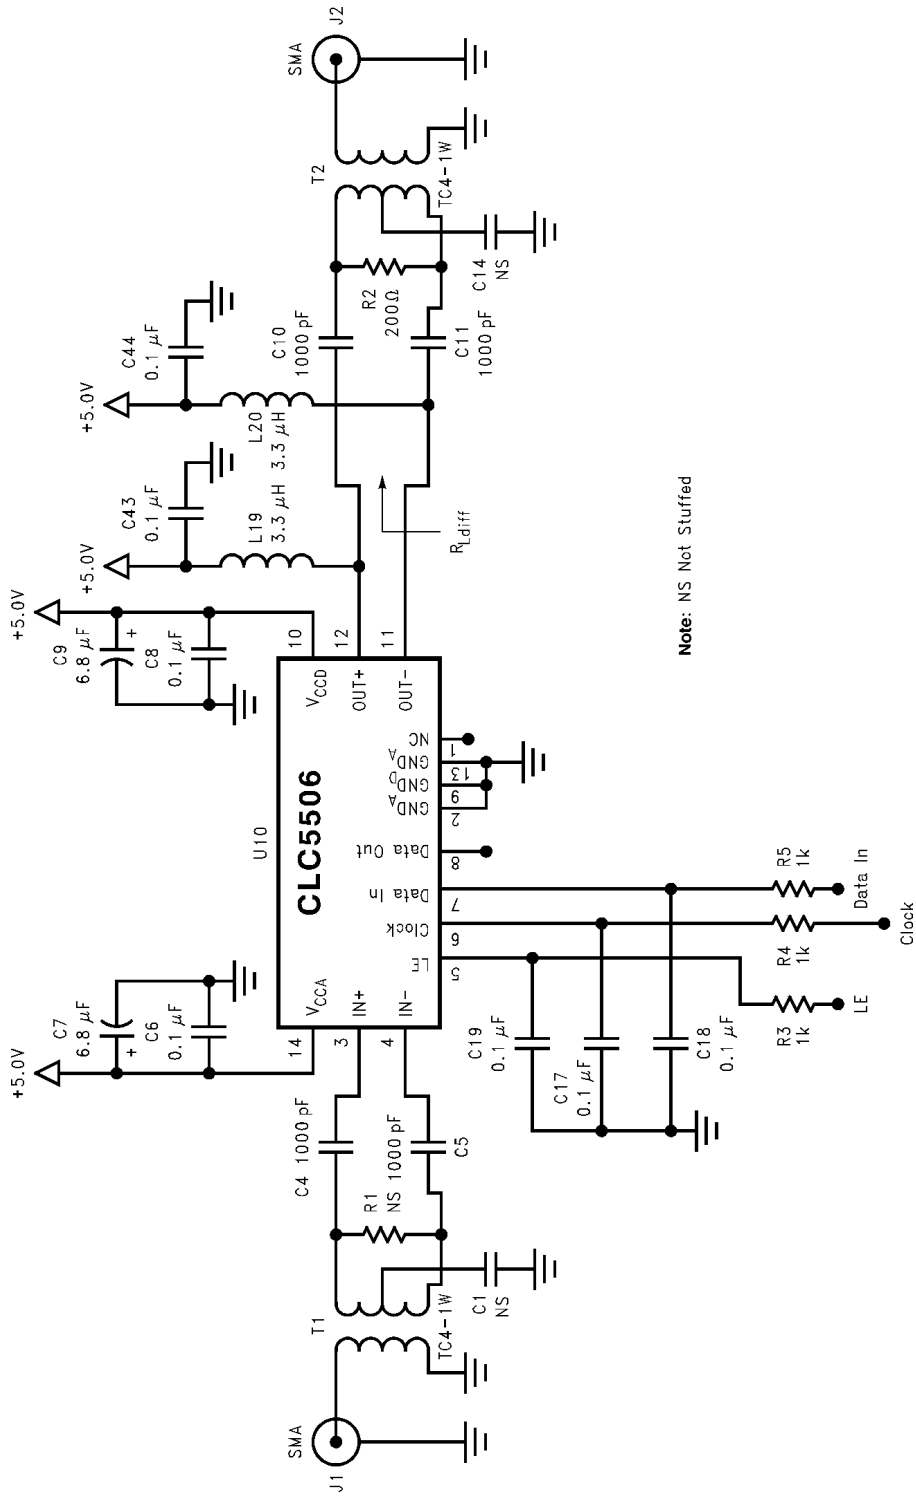 J1
SMA
T1
TC4-1W
C1
NS
R1
NS
C4 1000 pF
1000 pF
C5
+5.0V
C7
6.8 µF
+
C6
0.1 µF
14
3
4
U10
CLC5506
VCCA
IN+
IN-
LE
5
Clock
6
Data In
7
Data Out
8
GNDA
2
GNDD
9
GNDA
13
NC
1
VCCD
OUT+
OUT-
10
12
11
+5.0V
C9
6.8 µF
+
C8
0.1 µF
+5.0V
C43
0.1 µF
L19
3.3 µH
+5.0V
C44
0.1 µF
L20
3.3 µH
RLdiff
C10
1000 pF
C11
1000 pF
R2
200Ω
C14
NS
T2
TC4-1W
SMA
J2
C19
0.1 µF
C17
0.1 µF
C18
0.1 µF
R3
1k
LE
R4
1k
Clock
R5
1k
Data In
Note: NS Not Stuffed